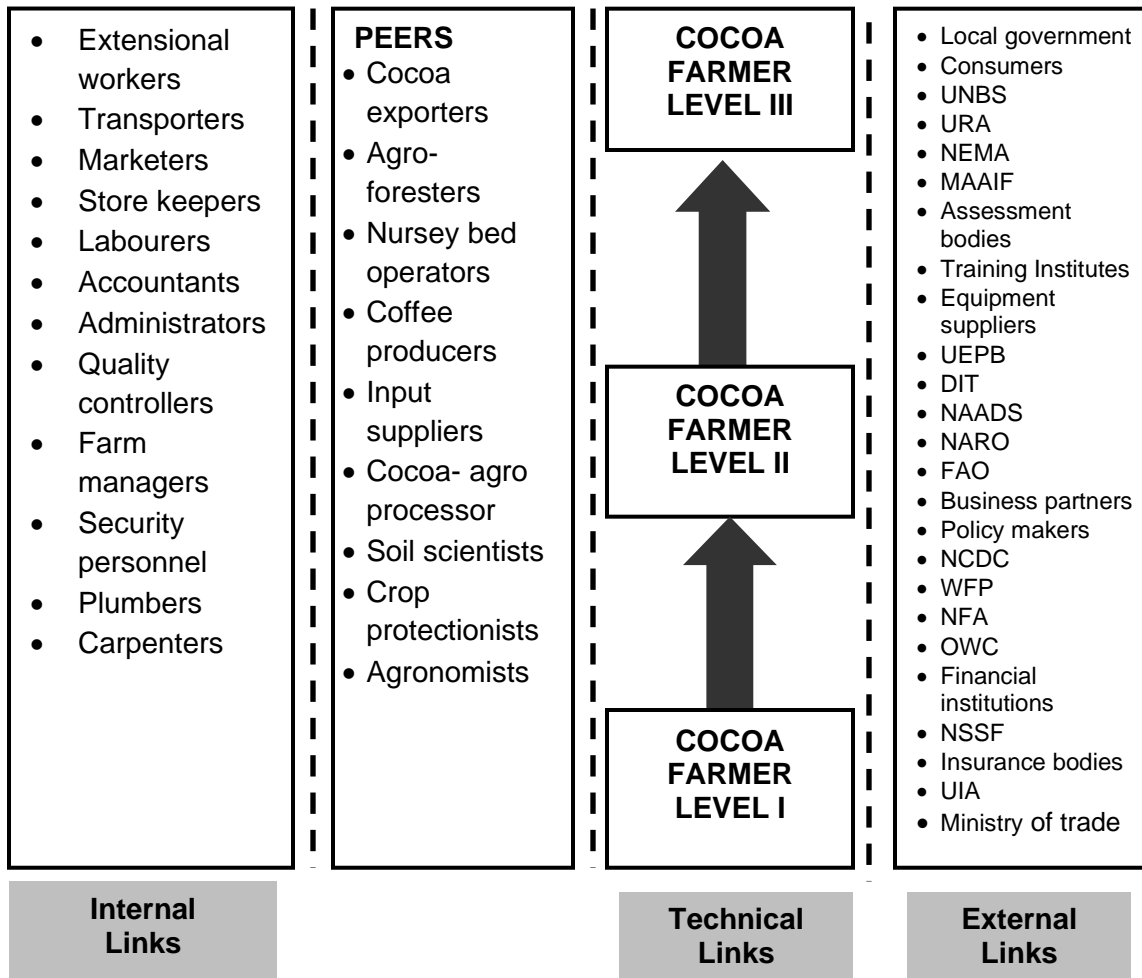 • Extensional
workers
• Transporters
• Marketers
• Store keepers
• Labourers
• Accountants
• Administrators
• Quality
controllers
• Farm
managers
• Security
personnel
• Plumbers
• Carpenters
PEERS
• Cocoa
exporters
• Agro-
foresters
• Nursey bed
operators
• Coffee
producers
• Input
suppliers
• Cocoa- agro
processor
• Soil scientists
• Crop
protectionists
• Agronomists
COCOA
FARMER
LEVEL III
COCOA
FARMER
LEVEL II
COCOA
FARMER
LEVEL I
• Local government
• Consumers
• UNBS
• URA
• NEMA
• MAAIF
• Assessment
bodies
• Training Institutes
• Equipment
suppliers
• UEPB
• DIT
• NAADS
• NARO
• FAO
• Business partners
• Policy makers
• NCDC
• WFP
• NFA
• OWC
• Financial
institutions
• NSSF
• Insurance bodies
• UIA
• Ministry of trade
Internal
Links
Technical
Links
External
Links